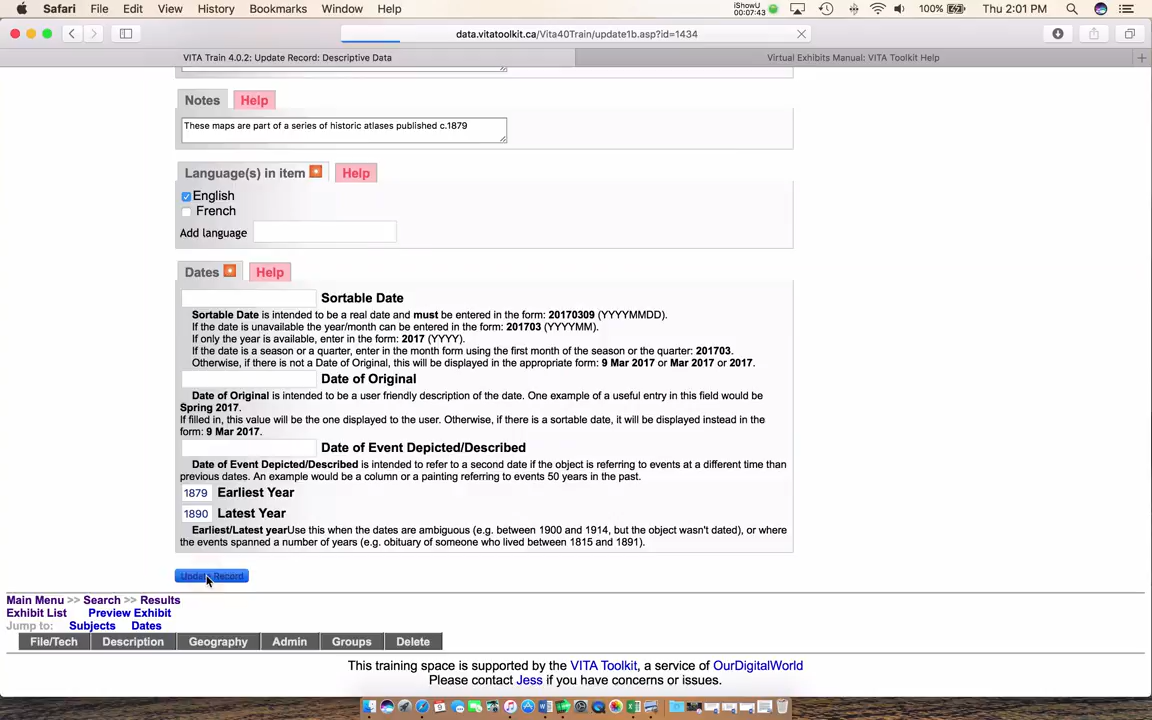 Safari File Edit View History Bookmarks Window Help iShowU 00:07:43 100% Thu 2:01 PM
data.vitatoolkit.ca/Vita40Train/update1b.asp?id=1434
VITA Train 4.0.2: Update Record: Descriptive Data Virtual Exhibits Manual: VITA Toolkit Help
Notes Help
These maps are part of a series of historic atlases published c.1879
Language(s) in item Help
English
French
Add language
Dates Help
Sortable Date
Sortable Date is intended to be a real date and must be entered in the form: 20170309 (YYYYMMDD).
If the date is unavailable the year/month can be entered in the form: 201703 (YYYYMM).
If only the year is available, enter in the form: 2017 (YYYY).
If the date is a season or a quarter, enter in the month form using the first month of the season or the quarter: 201703.
Otherwise, if there is not a Date of Original, this will be displayed in the appropriate form: 9 Mar 2017 or Mar 2017 or 2017.
Date of Original
Date of Original is intended to be a user friendly description of the date. One example of a useful entry in this field would be
Spring 2017.
If filled in, this value will be the one displayed to the user. Otherwise, if there is a sortable date, it will be displayed instead in the
form: 9 Mar 2017.
Date of Event Depicted/Described
Date of Event Depicted/Described is intended to refer to a second date if the object is referring to events at a different time than
previous dates. An example would be a column or a painting referring to events 50 years in the past.
1879 Earliest Year
1890 Latest Year
Earliest/Latest yearUse this when the dates are ambiguous (e.g. between 1900 and 1914, but the object wasn't dated), or where
the events spanned a number of years (e.g. obituary of someone who lived between 1815 and 1891).
Update Record
Main Menu >> Search >> Results
Exhibit List Preview Exhibit
Jump to: Subjects Dates
File/Tech Description Geography Admin Groups Delete
This training space is supported by the VITA Toolkit, a service of OurDigitalWorld
Please contact Jess if you have concerns or issues.